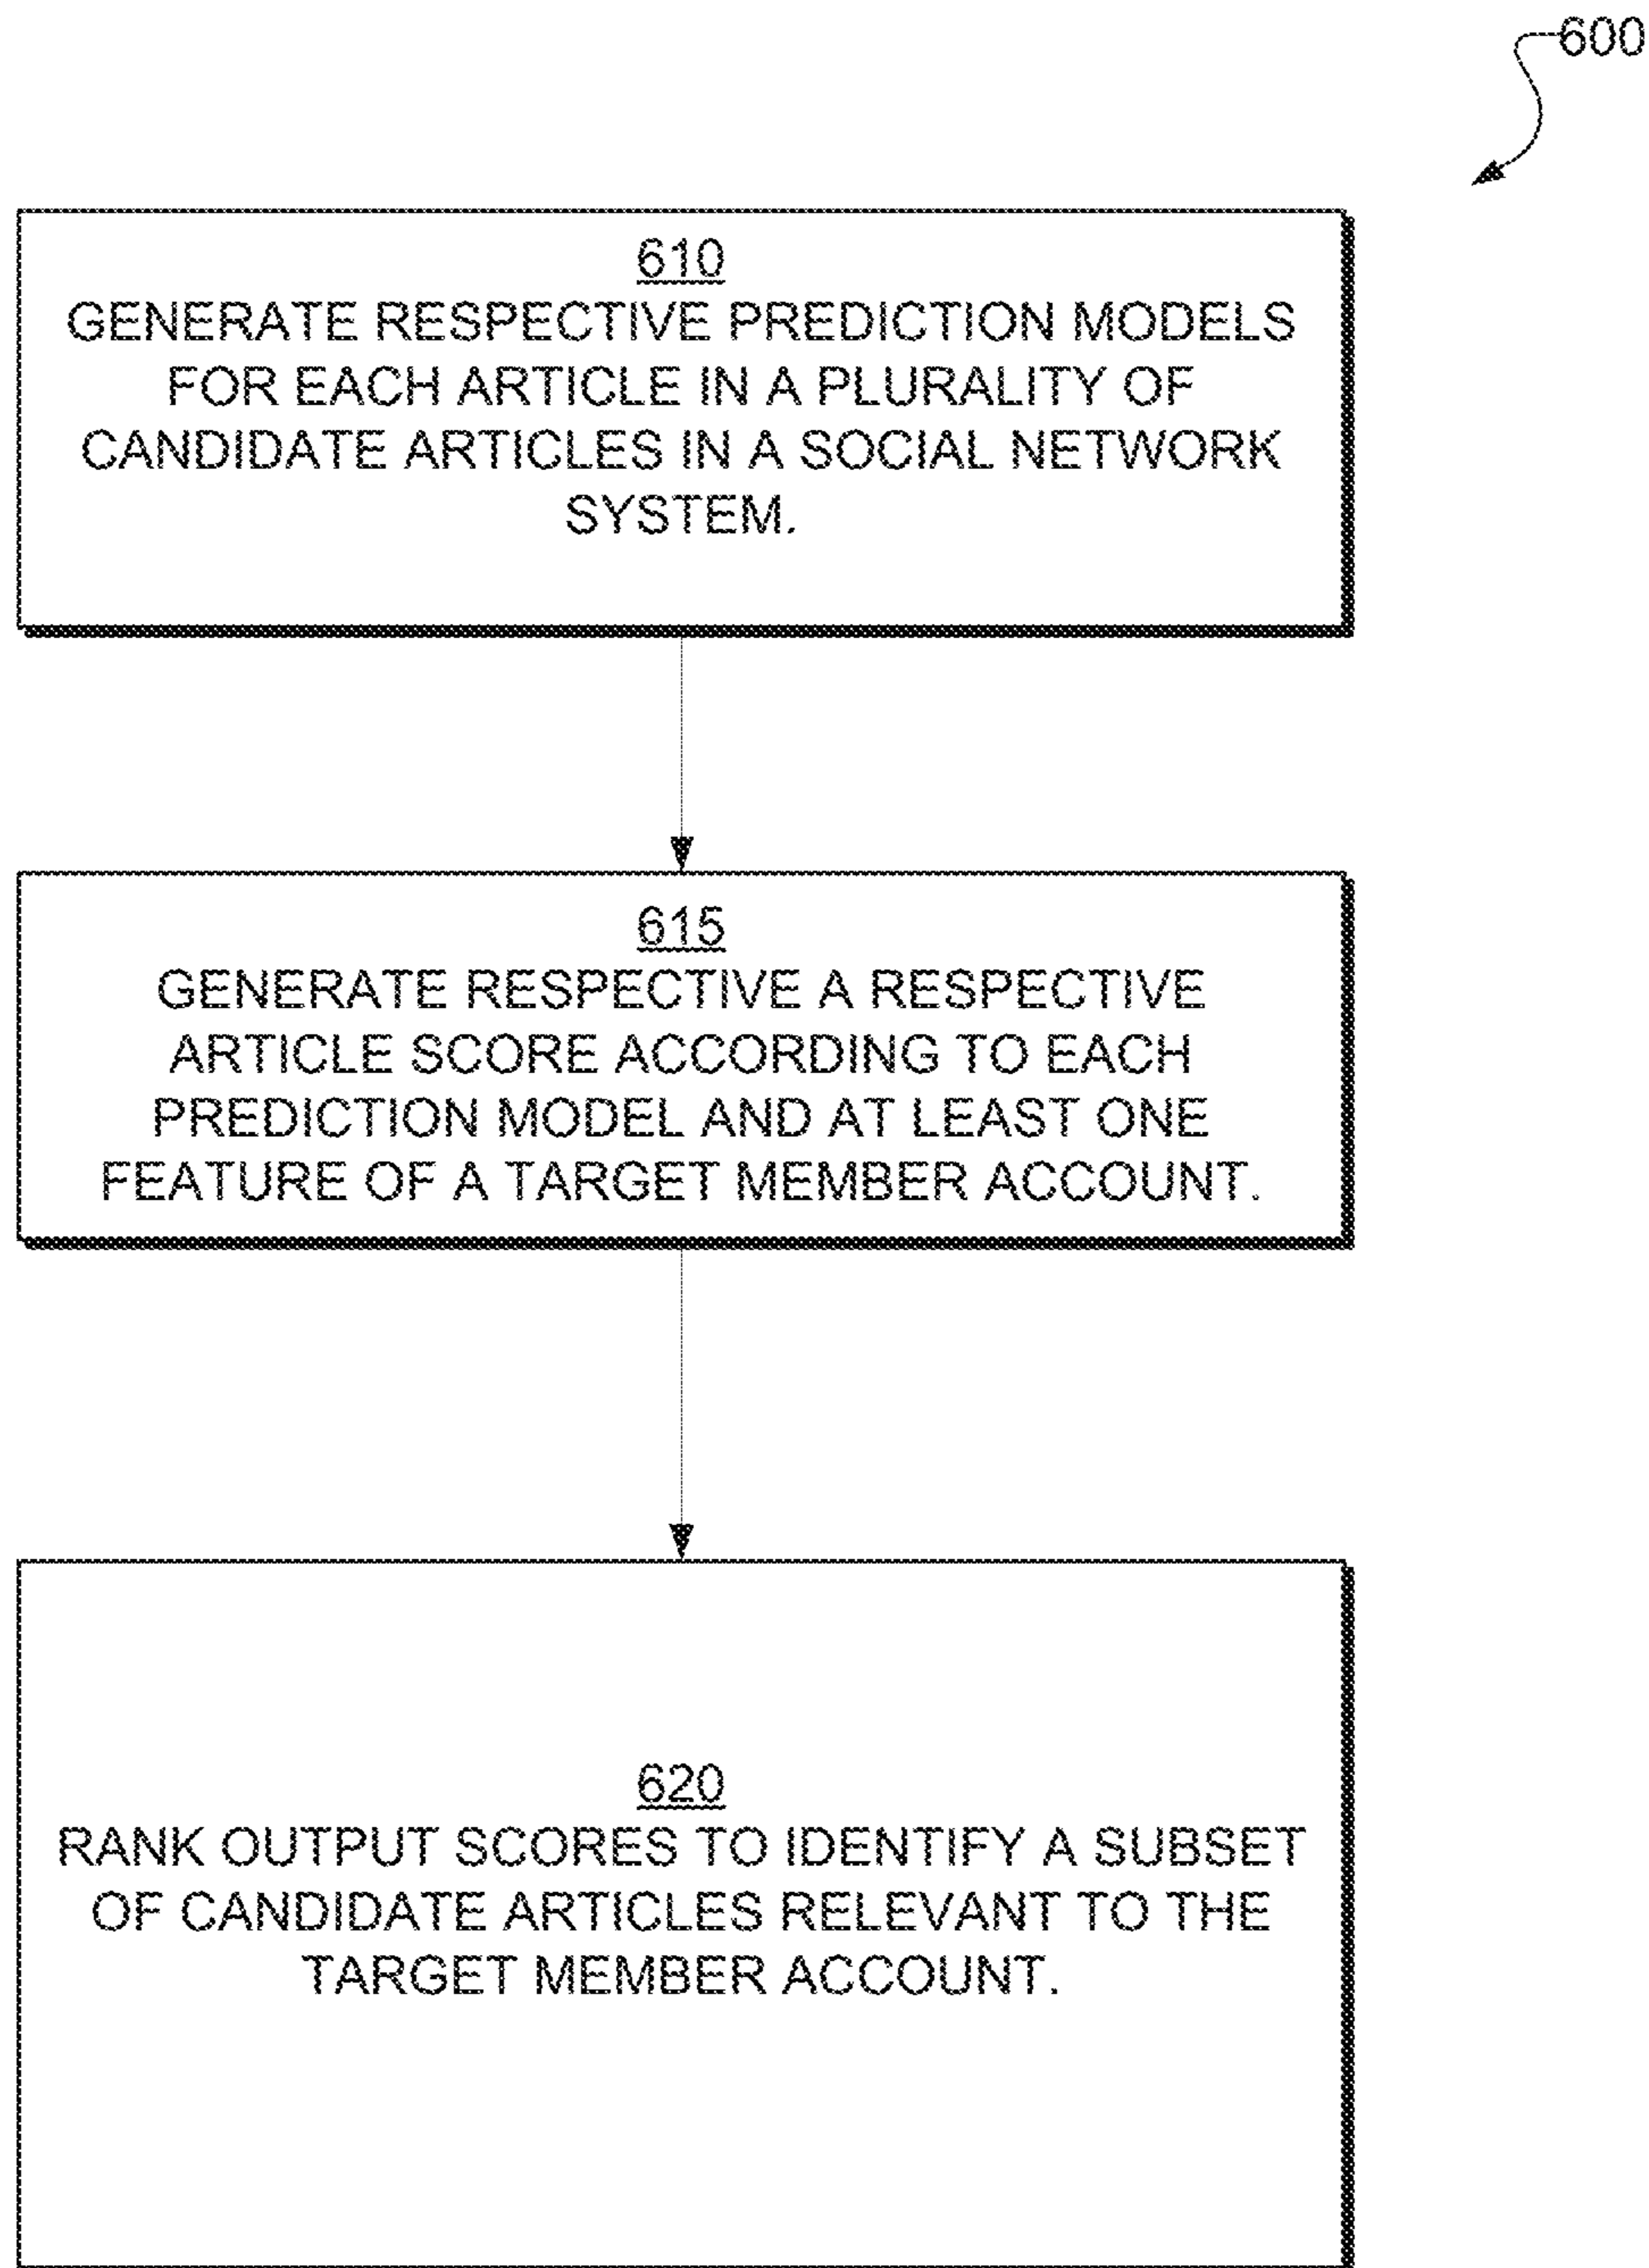 600
610
GENERATE RESPECTIVE PREDICTION MODELS
FOR EACH ARTICLE IN A PLURALITY OF
CANDIDATE ARTICLES IN A SOCIAL NETWORK
SYSTEM.
615
GENERATE RESPECTIVE A RESPECTIVE
ARTICLE SCORE ACCORDING TO EACH
PREDICTION MODEL AND AT LEAST ONE
FEATURE OF A TARGET MEMBER ACCOUNT.
620
RANK OUTPUT SCORES TO IDENTIFY A SUBSET
OF CANDIDATE ARTICLES RELEVANT TO THE
TARGET MEMBER ACCOUNT.